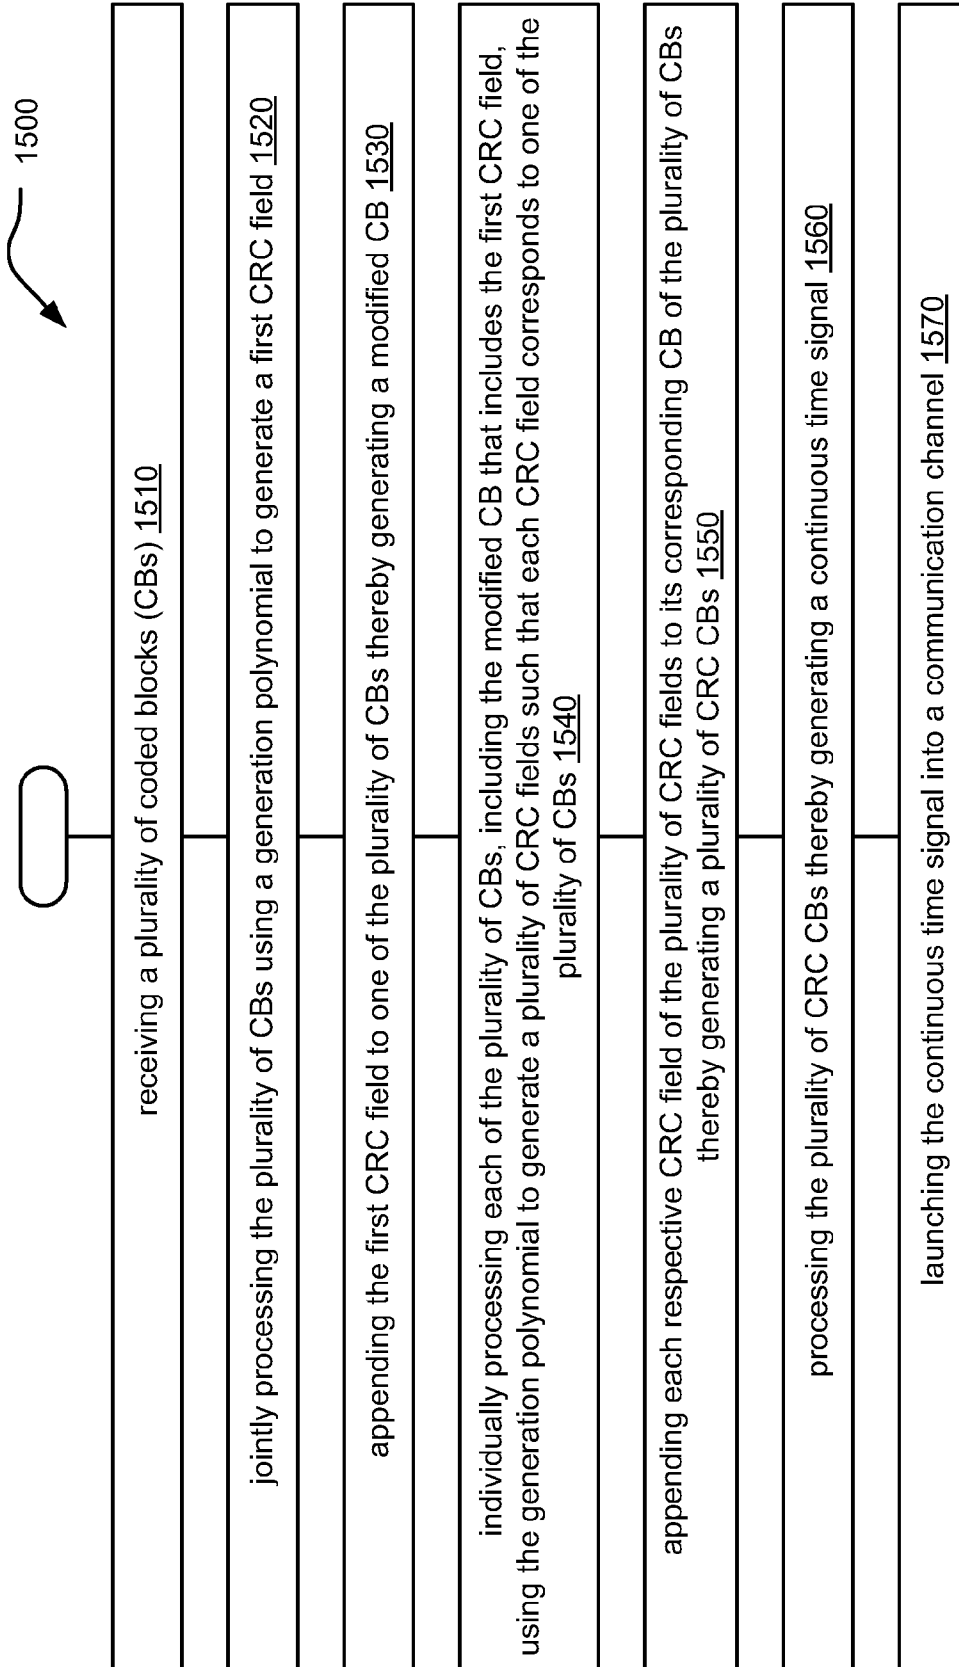 1500
receiving a plurality of coded blocks (CBs) 1510
jointly processing the plurality of CBs using a generation polynomial to generate a first CRC field 1520
appending the first CRC field to one of the plurality of CBs thereby generating a modified CB 1530
individually processing each of the plurality of CBs, including the modified CB that includes the first CRC field,
using the generation polynomial to generate a plurality of CRC fields such that each CRC field corresponds to one of the
plurality of CBs 1540
appending each respective CRC field of the plurality of CRC fields to its corresponding CB of the plurality of CBs
thereby generating a plurality of CRC CBs 1550
processing the plurality of CRC CBs thereby generating a continuous time signal 1560
launching the continuous time signal into a communication channel 1570